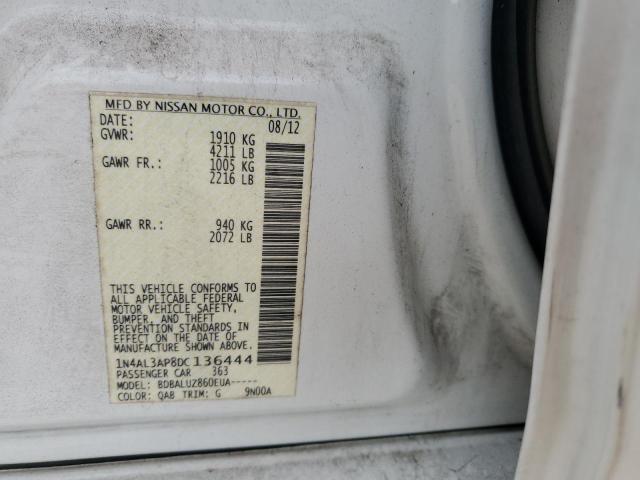 MFD BY NISSAN MOTOR CO., LTD.
DATE: 08/12
GVWR: 1910 KG
4211 LB
GAWR FR.: 1005 KG
2216 LB
GAWR RR.: 940 KG
2072 LB
THIS VEHICLE CONFORMS TO
ALL APPLICABLE FEDERAL
MOTOR VEHICLE SAFETY,
BUMPER, AND THEFT
PREVENTION STANDARDS IN
EFFECT ON THE DATE OF
MANUFACTURE SHOWN ABOVE.
1N4AL3AP8DC136444
PASSENGER CAR 363
MODEL: BDBALUZ860EUA-----
COLOR: QAB TRIM: G 9N00A